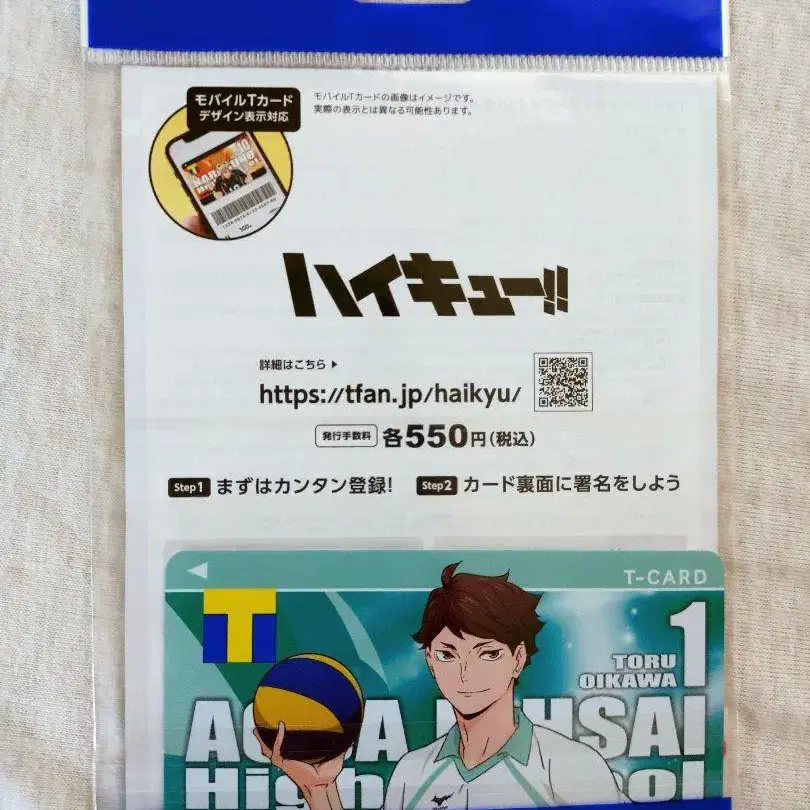 モバイルTカード
デザイン表示対応
モバイルTカードの画像はイメージです。
実際の表示とは異なる可能性あります。
ハイキュー!!
詳細はこちら ▶
https://tfan.jp/haikyu/
発行手数料 各550円(税込)
Step1 まずはカンタン登録!
Step2 カード裏面に署名をしよう
T-CARD
T
1
TORU
OIKAWA